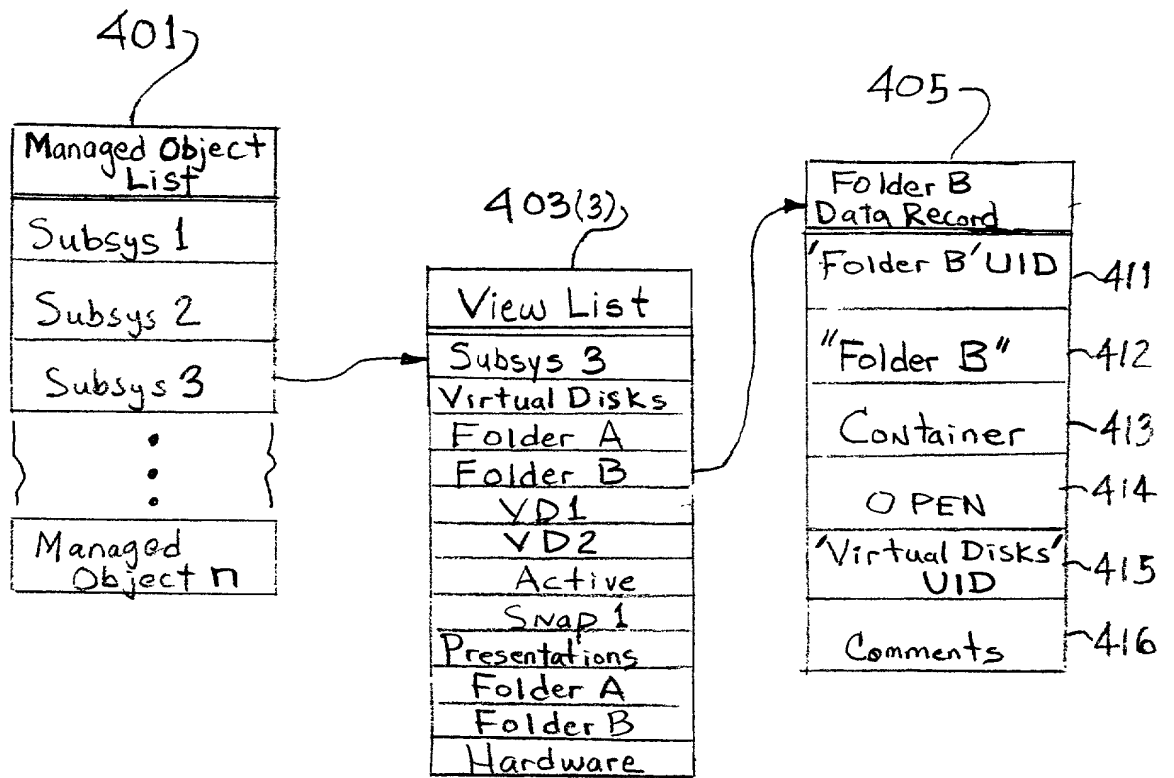 401
Managed Object
List
Subsys 1
Subsys 2
Subsys 3
Managed
Object n
403(3)
View List
Subsys 3
Virtual Disks
Folder A
Folder B
VD1
VD2
Active
Snap 1
Presentations
Folder A
Folder B
Hardware
405
Folder B
Data Record
'Folder B' UID
411
"Folder B"
412
Container
413
OPEN
414
'Virtual Disks'
UID
415
Comments
416